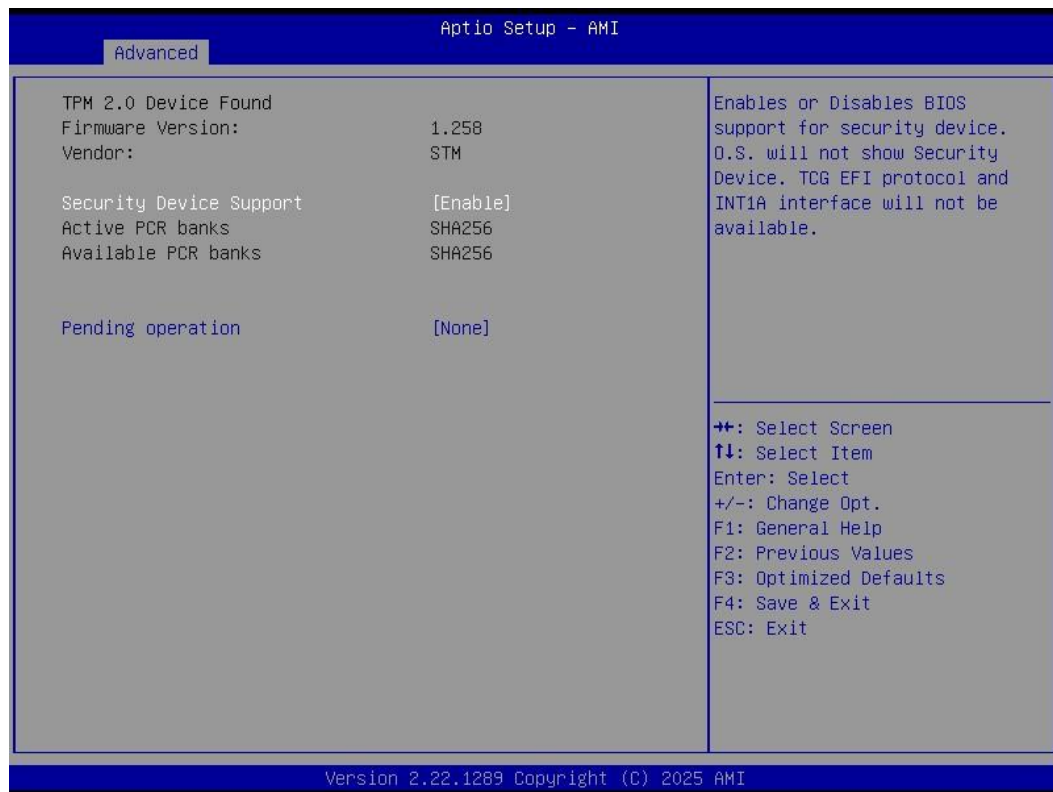 Aptio Setup – AMI
Advanced
TPM 2.0 Device Found
Firmware Version: 1.258
Vendor: STM
Security Device Support [Enable]
Active PCR banks SHA256
Available PCR banks SHA256
Pending operation [None]
Enables or Disables BIOS
support for security device.
O.S. will not show Security
Device. TCG EFI protocol and
INT1A interface will not be
available.
→←: Select Screen
↑↓: Select Item
Enter: Select
+/-: Change Opt.
F1: General Help
F2: Previous Values
F3: Optimized Defaults
F4: Save & Exit
ESC: Exit
Version 2.22.1289 Copyright (C) 2025 AMI